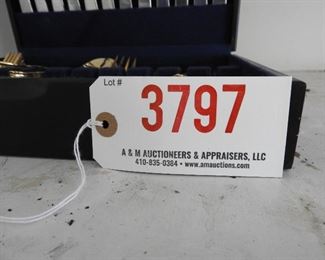 Lot #
3797
A & M AUCTIONEERS & APPRAISERS, LLC
410-835-0384 • www.amauctions.com